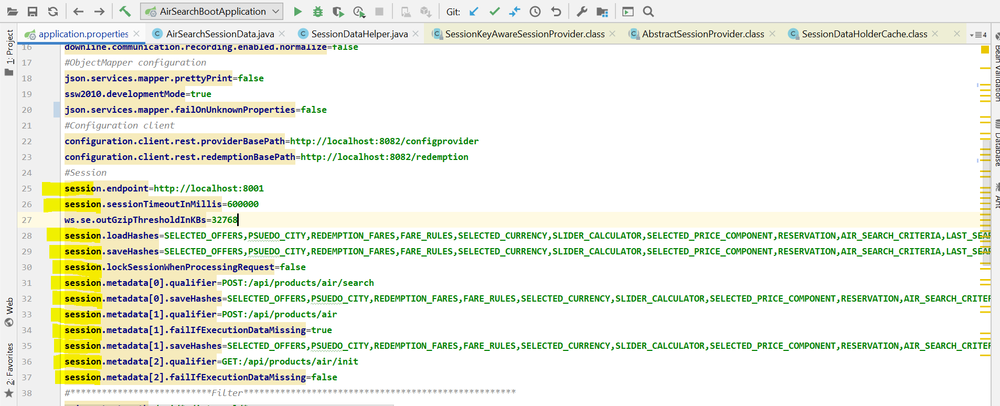 AirSearchBootApplication
Git:
application.properties
AirSearchSessionData.java
SessionDataHelper.java
SessionKeyAwareSessionProvider.class
AbstractSessionProvider.class
SessionDataHolderCache.class
4
1: Project
Web
2: Favorites
Bean Validation
Database
Ant
16 downline.communication.recording.enabled.normalize=false
17 #ObjectMapper configuration
18 json.services.mapper.prettyPrint=false
19 ssw2010.developmentMode=true
20 json.services.mapper.failOnUnknownProperties=false
21 #Configuration client
22 configuration.client.rest.providerBasePath=http://localhost:8082/configprovider
23 configuration.client.rest.redemptionBasePath=http://localhost:8082/redemption
24 #Session
25 session.endpoint=http://localhost:8001
26 session.sessionTimeoutInMillis=600000
27 ws.se.outGzipThresholdInKBs=32768
28 session.loadHashes=SELECTED_OFFERS,PSUEDO_CITY,REDEMPTION_FARES,FARE_RULES,SELECTED_CURRENCY,SLIDER_CALCULATOR,SELECTED_PRICE_COMPONENT,RESERVATION,AIR_SEARCH_CRITERIA,LAST_SEAR
29 session.saveHashes=SELECTED_OFFERS,PSUEDO_CITY,REDEMPTION_FARES,FARE_RULES,SELECTED_CURRENCY,SLIDER_CALCULATOR,SELECTED_PRICE_COMPONENT,RESERVATION,AIR_SEARCH_CRITERIA,LAST_SEAR
30 session.lockSessionWhenProcessingRequest=false
31 session.metadata[0].qualifier=POST:/api/products/air/search
32 session.metadata[0].saveHashes=SELECTED_OFFERS,PSUEDO_CITY,REDEMPTION_FARES,FARE_RULES,SELECTED_CURRENCY,SLIDER_CALCULATOR,SELECTED_PRICE_COMPONENT,RESERVATION,AIR_SEARCH_CRITER
33 session.metadata[1].qualifier=POST:/api/products/air
34 session.metadata[1].failIfExecutionDataMissing=true
35 session.metadata[1].saveHashes=SELECTED_OFFERS,PSUEDO_CITY,REDEMPTION_FARES,FARE_RULES,SELECTED_CURRENCY,SLIDER_CALCULATOR,SELECTED_PRICE_COMPONENT,RESERVATION,AIR_SEARCH_CRITER
36 session.metadata[2].qualifier=GET:/api/products/air/init
37 session.metadata[2].failIfExecutionDataMissing=false
38 #***************************Filter****************************************************